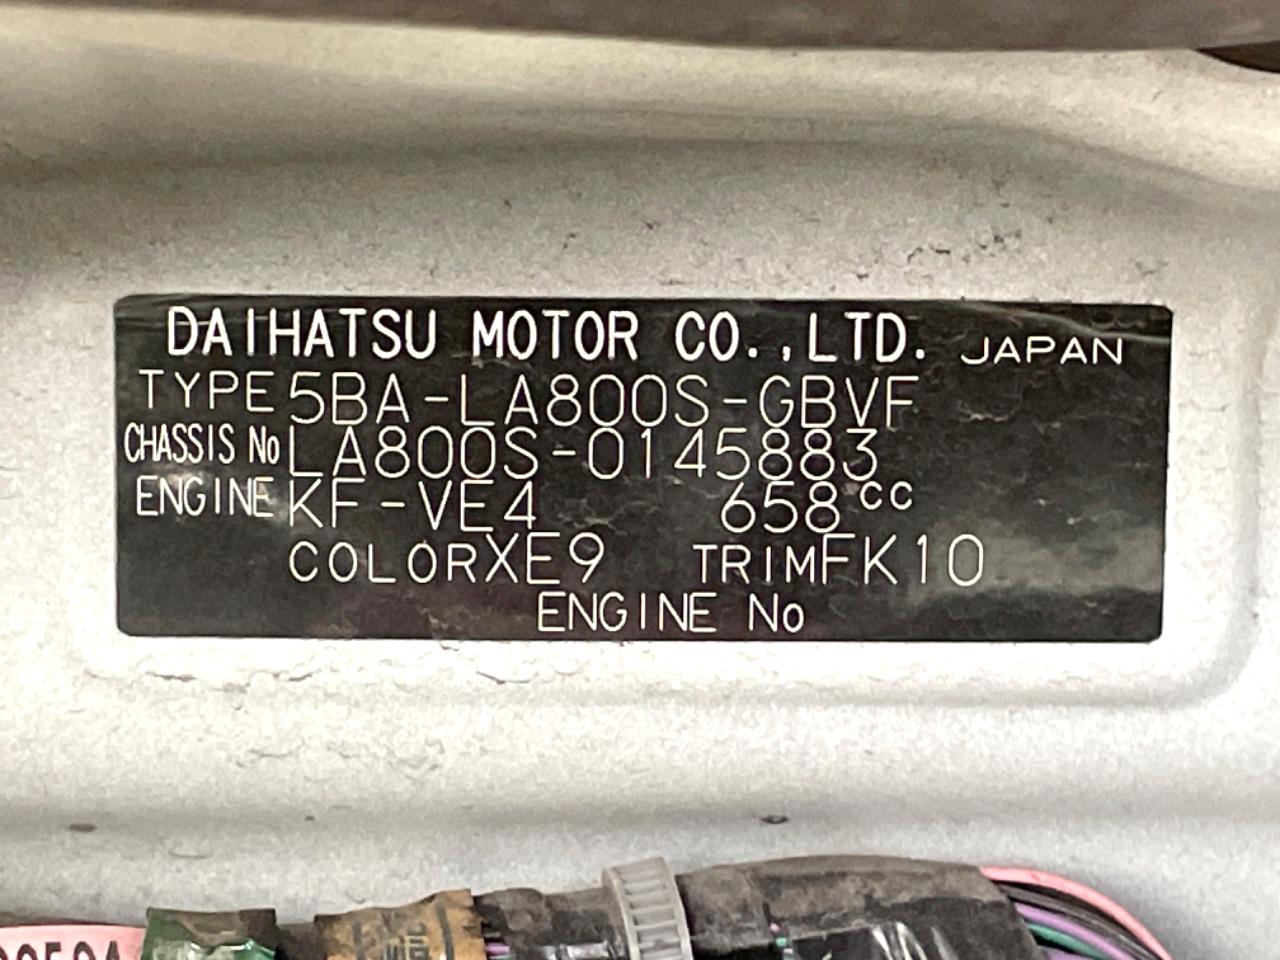 DAIHATSU MOTOR CO.,LTD. JAPAN
TYPE 5BA-LA800S-GBVF
CHASSIS No LA800S-0145883
ENGINE KF-VE4 658cc
COLOR XE9 TRIM FK10
ENGINE No